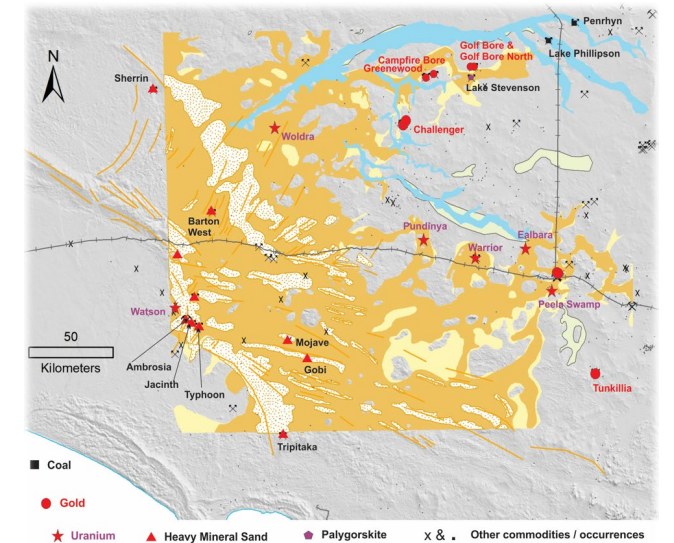 Penrhyn
N
Golf Bore &
Golf Bore North
Campfire Bore
Greenewood
Lake Phillipson
Sherrin
Lake Stevenson
Challenger
Woldra
Barton
West
Pundinya
Ealbara
Warrior
Watson
Peela Swamp
50
Kilometers
Mojave
Gobi
Ambrosia
Jacinth
Typhoon
Tunkillia
Tripitaka
Coal
Gold
Uranium
Heavy Mineral Sand
Palygorskite
x & . Other commodities / occurrences